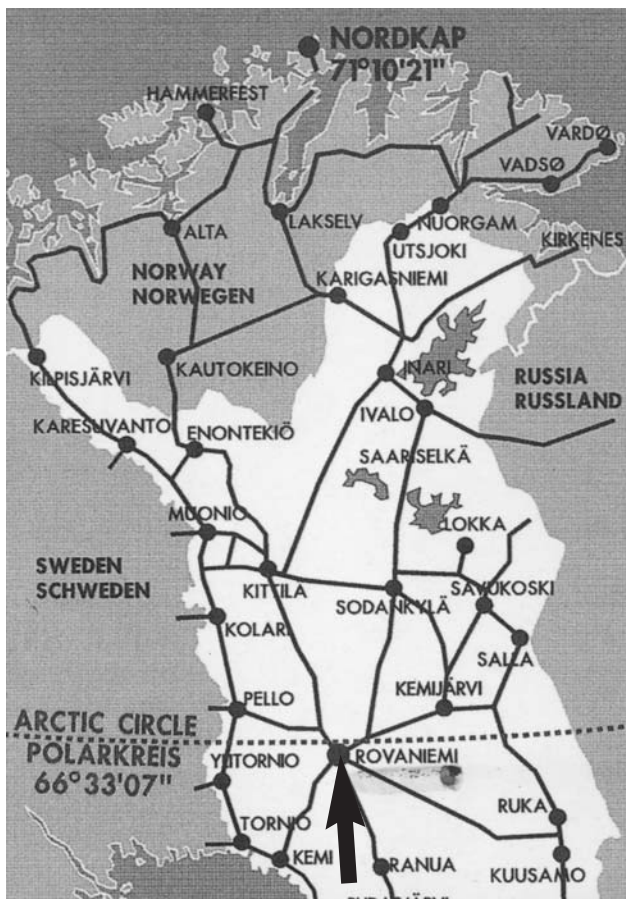 NORDKAP
71°10'21"
HAMMERFEST
VARDØ
VADSØ
ALTA
LAKSELV
NUORGAM
UTSJOKI
KIRKENES
NORWAY
NORWEGEN
KARIGASNIEMI
KILPISJÄRVI
KAUTOKEINO
INARI
RUSSIA
RUSSLAND
KARESUVANTO
ENONTEKIÖ
IVALO
SAARISELKÄ
MUONIO
LOKKA
SWEDEN
SCHWEDEN
KITTILA
SODANKYLÄ
SAVUKOSKI
KOLARI
SALLA
PELLO
KEMIJÄRVI
ARCTIC CIRCLE
POLARKREIS
66°33'07"
YLITORNIO
ROVANIEMI
RUKA
TORNIO
KEMI
RANUA
KUUSAMO